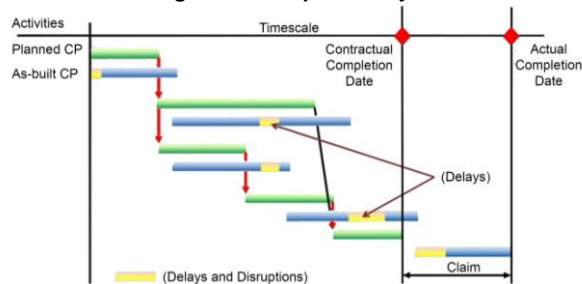 Activities
Timescale
Planned CP
As-built CP
Contractual
Completion
Date
Actual
Completion
Date
(Delays)
(Delays and Disruptions)
Claim